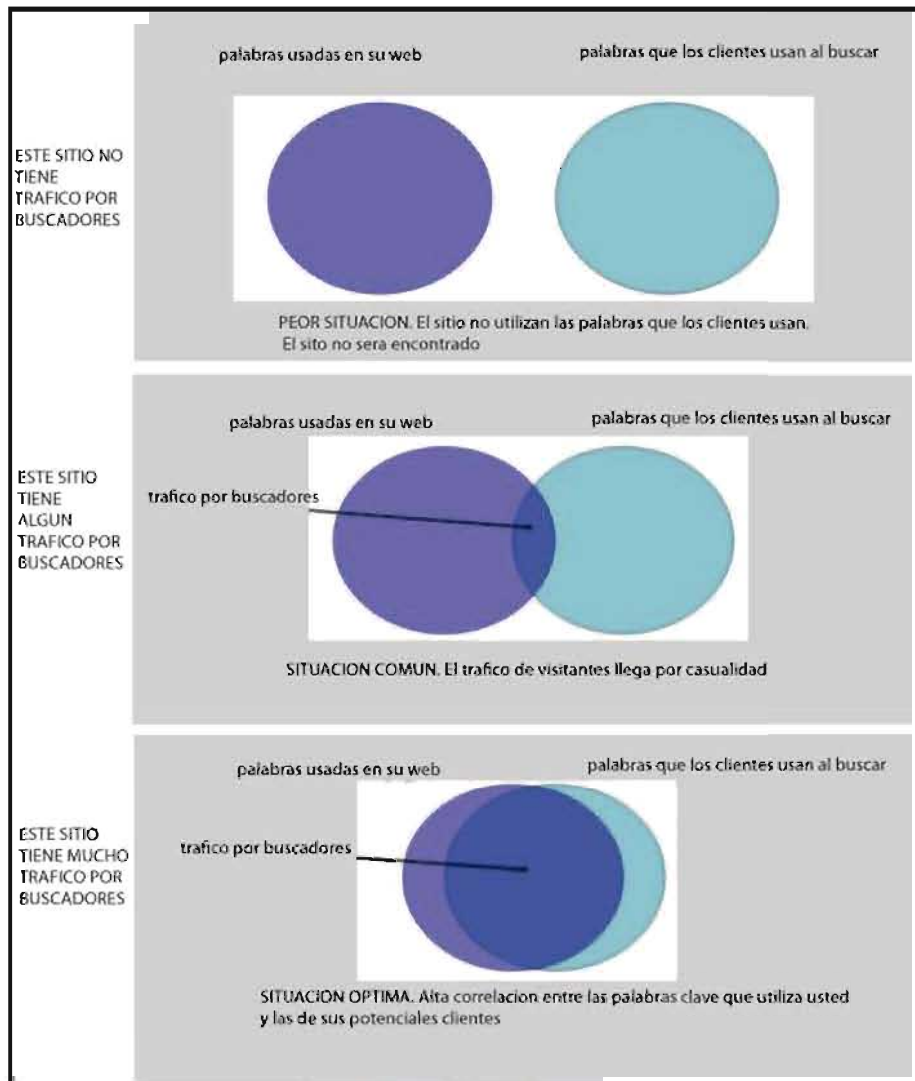 palabras usadas en su web
palabras que los clientes usan al buscar
ESTE SITIO NO
TIENE
TRAFICO POR
BUSCADORES
PEOR SITUACION. El sitio no utilizan las palabras que los clientes usan.
El sito no sera encontrado
palabras usadas en su web
palabras que los clientes usan al buscar
ESTE SITIO
TIENE
ALGUN
TRAFICO POR
BUSCADORES
trafico por buscadores
SITUACION COMUN. El trafico de visitantes llega por casualidad
palabras usadas en su web
palabras que los clientes usan al buscar
ESTE SITIO
TIENE MUCHO
TRAFICO POR
BUSCADORES
trafico por buscadores
SITUACION OPTIMA. Alta correlacion entre las palabras clave que utiliza usted
y las de sus potenciales clientes